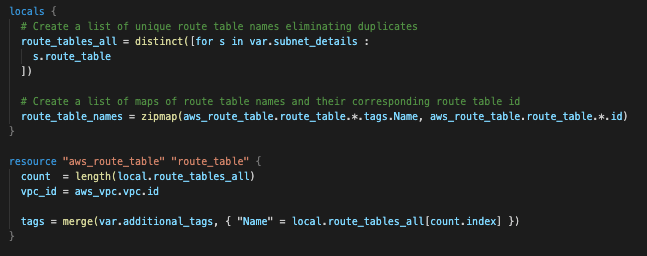 locals {
# Create a list of unique route table names eliminating duplicates
route_tables_all = distinct([for s in var.subnet_details :
s.route_table
])
# Create a list of maps of route table names and their corresponding route table id
route_table_names = zipmap(aws_route_table.route_table.*.tags.Name, aws_route_table.route_table.*.id)
}
resource "aws_route_table" "route_table" {
count  = length(local.route_tables_all)
vpc_id = aws_vpc.vpc.id
tags = merge(var.additional_tags, { "Name" = local.route_tables_all[count.index] })
}